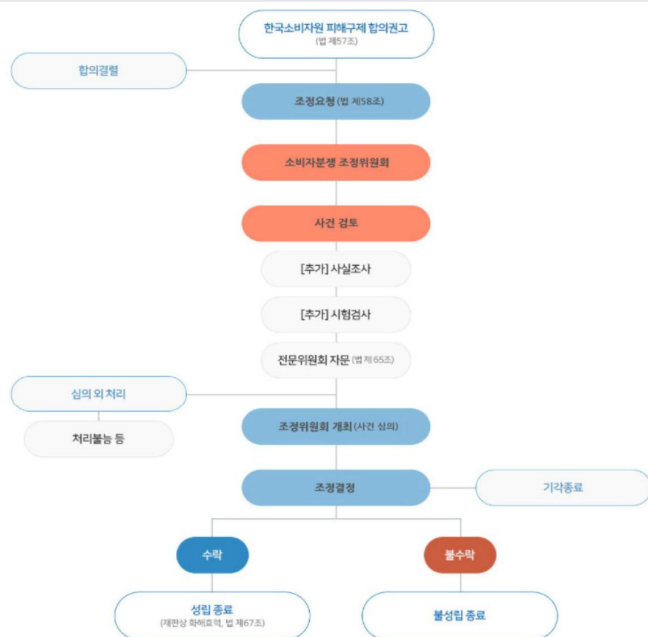 한국소비자원 피해구제 합의권고
(법 제57조)
합의결렬
조정요청 (법 제58조)
소비자분쟁 조정위원회
사건 검토
[추가] 사실조사
[추가] 시험검사
전문위원회 자문 (법 제65조)
심의 외 처리
처리불능 등
조정위원회 개최 (사건 심의)
조정결정
기각종료
수락
불수락
성립 종료
(재판상 화해효력, 법 제67조)
불성립 종료